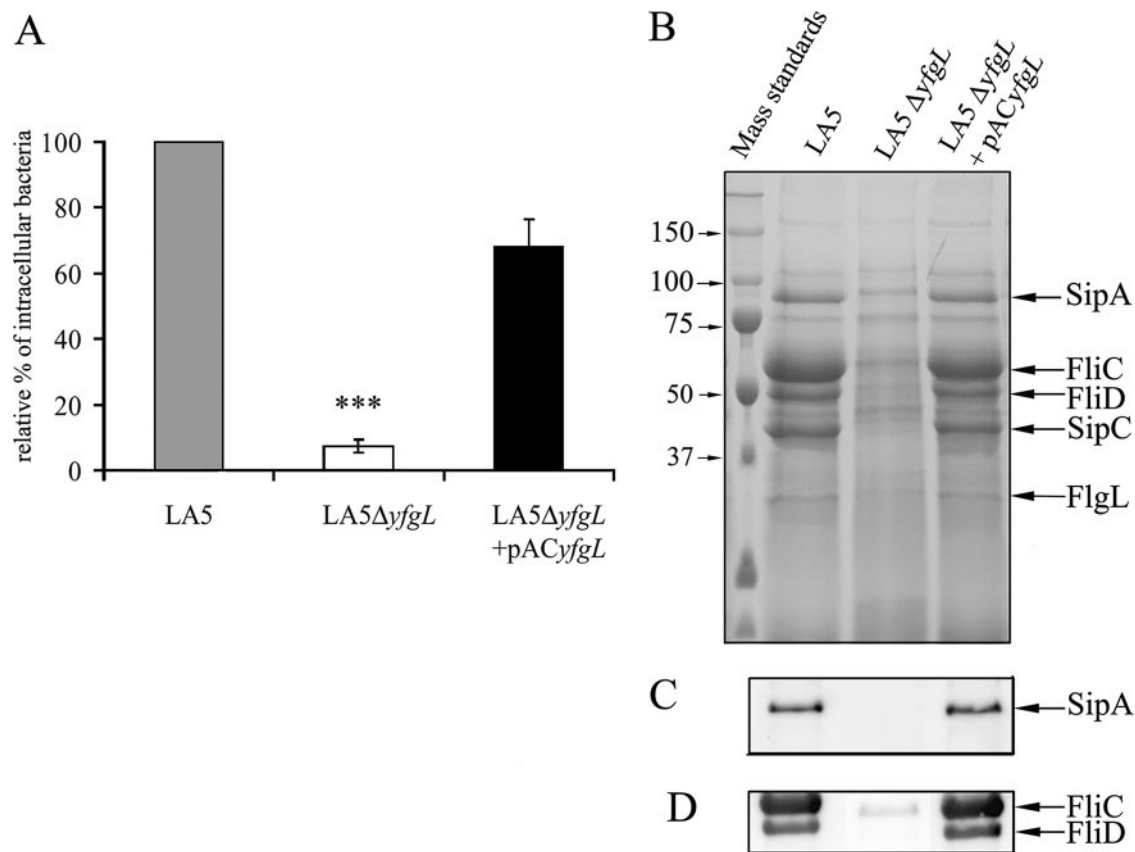 A
relative % of intracellular bacteria
100
80
60
40
20
0
***
LA5
LA5ΔyfgL
LA5ΔyfgL
+pACyfgL
B
Mass standards
LA5
LA5 ΔyfgL
LA5 ΔyfgL
+ pACyfgL
150
100
75
50
37
SipA
FliC
FliD
SipC
FlgL
C
SipA
D
FliC
FliD